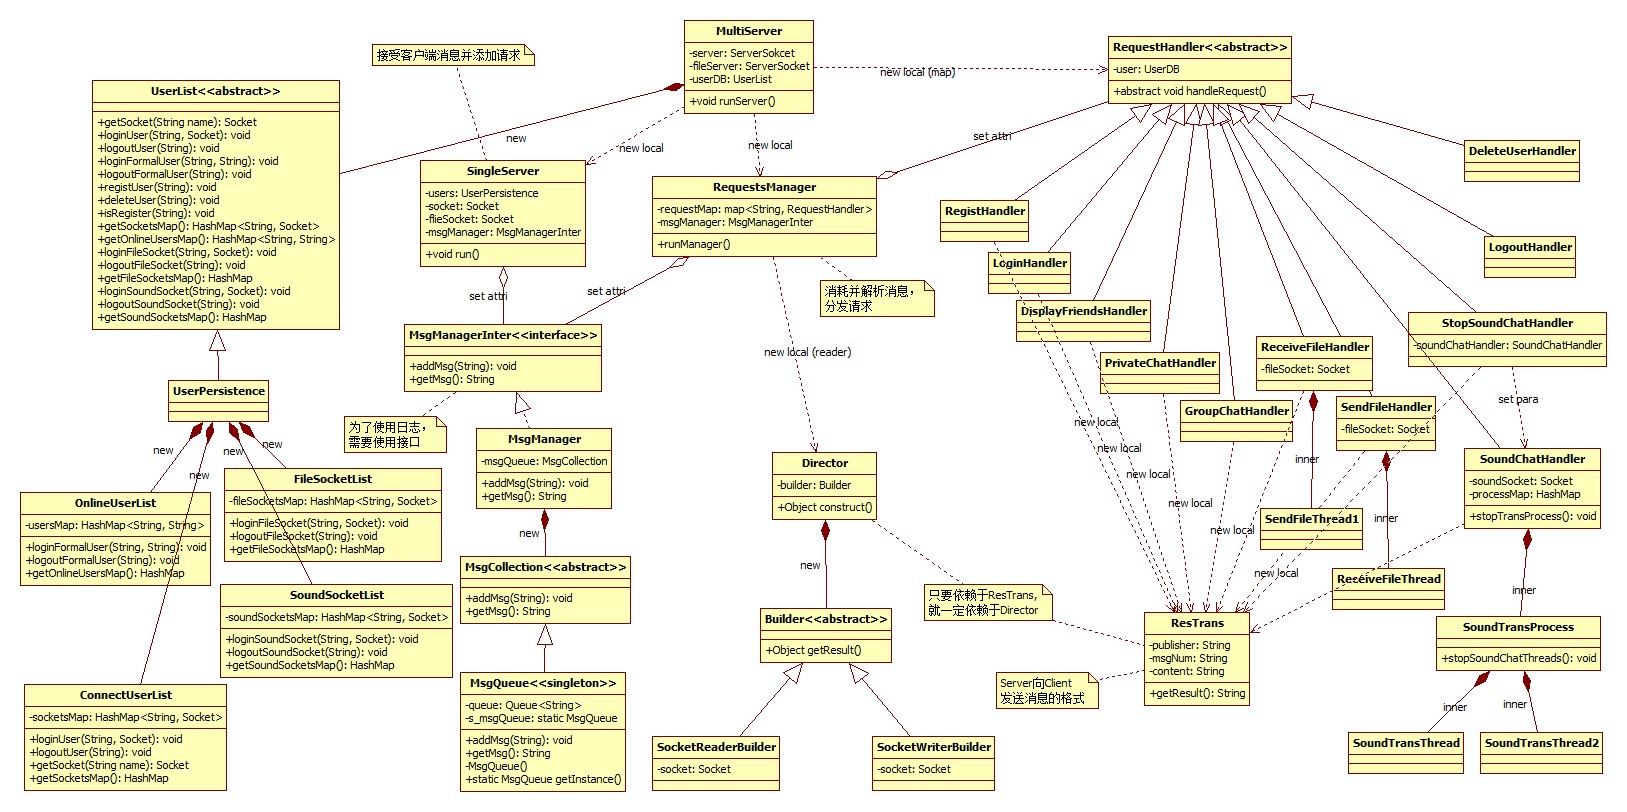 MultiServer
-server: ServerSokcet
-fileServer: ServerSocket
-userDB: UserList
+void runServer()
接受客户端消息并添加请求
RequestHandler<<abstract>>
-user: UserDB
+abstract void handleRequest()
new local (map)
UserList<<abstract>>
+getSocket(String name): Socket
+loginUser(String, Socket): void
+logoutUser(String): void
+loginFormalUser(String, String): void
+logoutFormalUser(String): void
+registUser(String): void
+deleteUser(String): void
+isRegister(String): void
+getSocketsMap(): HashMap<String, Socket>
+getOnlineUsersMap(): HashMap<String, String>
+loginFileSocket(String, Socket): void
+logoutFileSocket(String): void
+getFileSocketsMap(): HashMap
+loginSoundSocket(String, Socket): void
+logoutSoundSocket(String): void
+getSoundSocketsMap(): HashMap
new
new local
new local
set attri
SingleServer
-users: UserPersistence
-socket: Socket
-flieSocket: Socket
-msgManager: MsgManagerInter
+void run()
RequestsManager
-requestMap: map<String, RequestHandler>
-msgManager: MsgManagerInter
+runManager()
DeleteUserHandler
RegistHandler
LogoutHandler
LoginHandler
DisplayFriendsHandler
set attri
set attri
消耗并解析消息，
分发请求
StopSoundChatHandler
-soundChatHandler: SoundChatHandler
MsgManagerInter<<interface>>
+addMsg(String): void
+getMsg(): String
new local (reader)
PrivateChatHandler
ReceiveFileHandler
-fileSocket: Socket
UserPersistence
GroupChatHandler
SendFileHandler
-fileSocket: Socket
set para
为了使用日志，
需要使用接口
MsgManager
-msgQueue: MsgCollection
+addMsg(String): void
+getMsg(): String
new
new
new
new
new local
new local
new local
new local
new local
new local
inner
inner
Director
-builder: Builder
+Object construct()
SoundChatHandler
-soundSocket: Socket
-processMap: HashMap
+stopTransProcess(): void
FileSocketList
-fileSocketsMap: HashMap<String, Socket>
+loginFileSocket(String, Socket): void
+logoutFileSocket(String): void
+getFileSocketsMap(): HashMap
OnlineUserList
-usersMap: HashMap<String, String>
+loginFormalUser(String, String): void
+logoutFormalUser(String): void
+getOnlineUsersMap(): HashMap
SendFileThread1
ReceiveFileThread
new
new
inner
MsgCollection<<abstract>>
+addMsg(String): void
+getMsg(): String
SoundSocketList
-soundSocketsMap: HashMap<String, Socket>
+loginSoundSocket(String, Socket): void
+logoutSoundSocket(String): void
+getSoundSocketsMap(): HashMap
只要依赖于ResTrans,
就一定依赖于Director
Builder<<abstract>>
+Object getResult()
ResTrans
-publisher: String
-msgNum: String
-content: String
+getResult(): String
SoundTransProcess
+stopSoundChatThreads(): void
Server向Client
发送消息的格式
ConnectUserList
-socketsMap: HashMap<String, Socket>
+loginUser(String, Socket): void
+logoutUser(String): void
+getSocket(String name): Socket
+getSocketsMap(): HashMap
MsgQueue<<singleton>>
-queue: Queue<String>
-s_msgQueue: static MsgQueue
+addMsg(String): void
+getMsg(): String
-MsgQueue()
+static MsgQueue getInstance()
inner
inner
SocketReaderBuilder
-socket: Socket
SocketWriterBuilder
-socket: Socket
SoundTransThread
SoundTransThread2